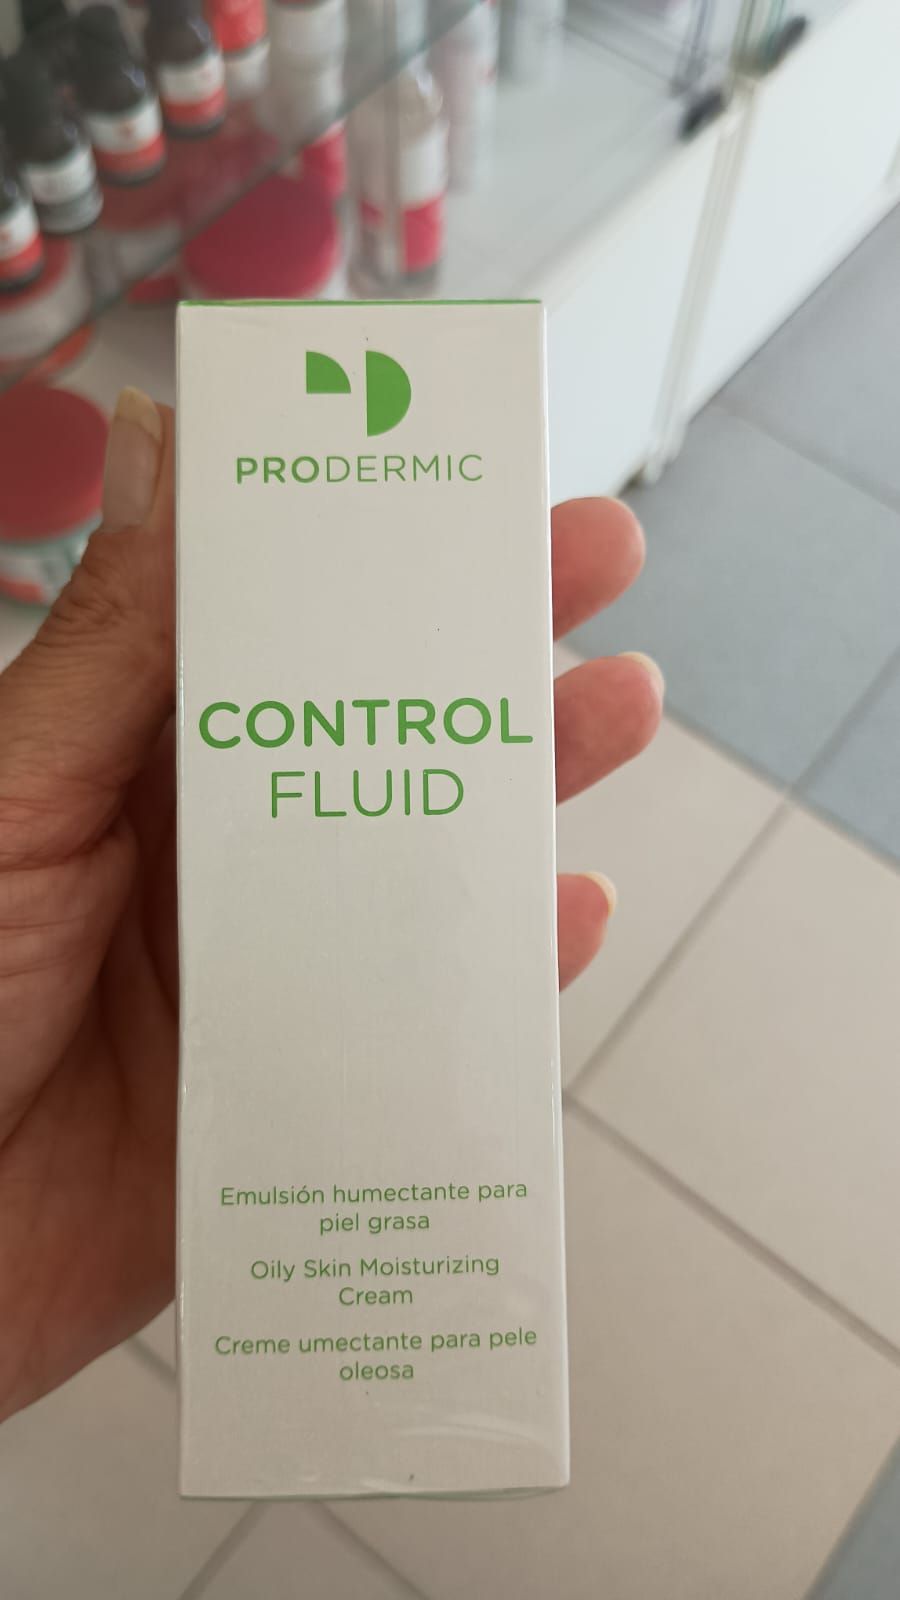 PRODERMIC
CONTROL
FLUID
Emulsión humectante para
piel grasa
Oily Skin Moisturizing
Cream
Creme umectante para pele
oleosa